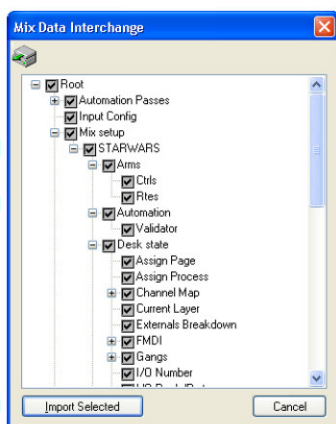 Mix Data Interchange
Root
Automation Passes
Input Config
Mix setup
STARWARS
Arms
Ctrls
Rtes
Automation
Validator
Desk state
Assign Page
Assign Process
Channel Map
Current Layer
Externals Breakdown
FMDI
Gangs
I/O Number
Import Selected
Cancel